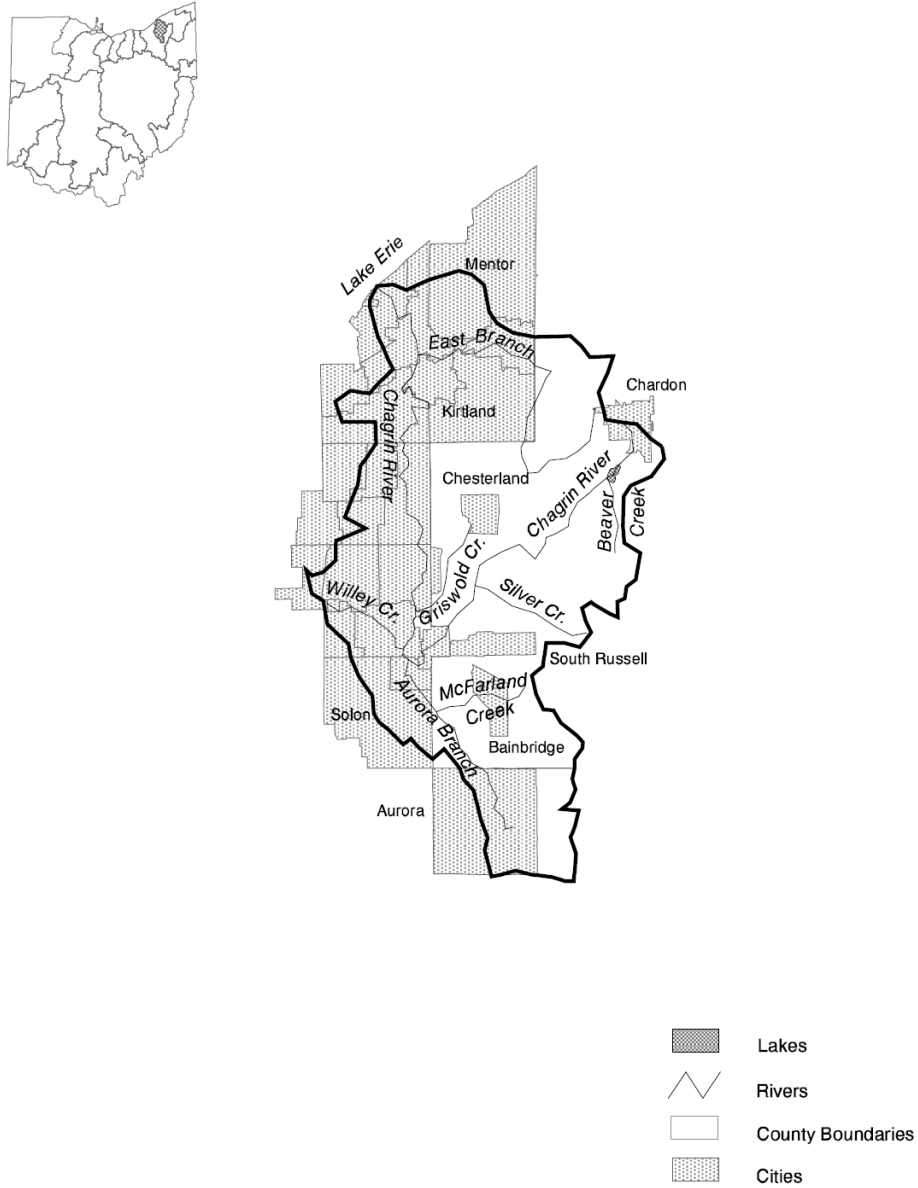 Lake Erie
Mentor
East Branch
Chardon
Chagrin River
Kirtland
Chesterland
Chagrin River
Beaver
Creek
Griswold Cr.
Willey Cr.
Silver Cr.
South Russell
McFarland
Creek
Aurora Branch
Solon
Bainbridge
Aurora
Lakes
Rivers
County Boundaries
Cities